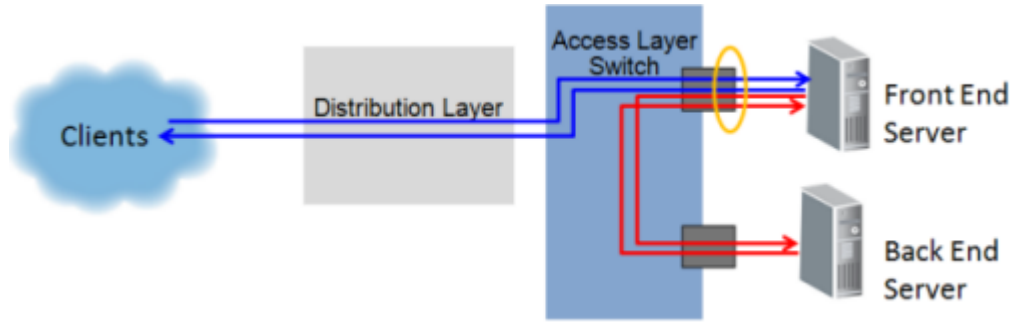 Clients
Distribution Layer
Access Layer
Switch
Front End
Server
Back End
Server